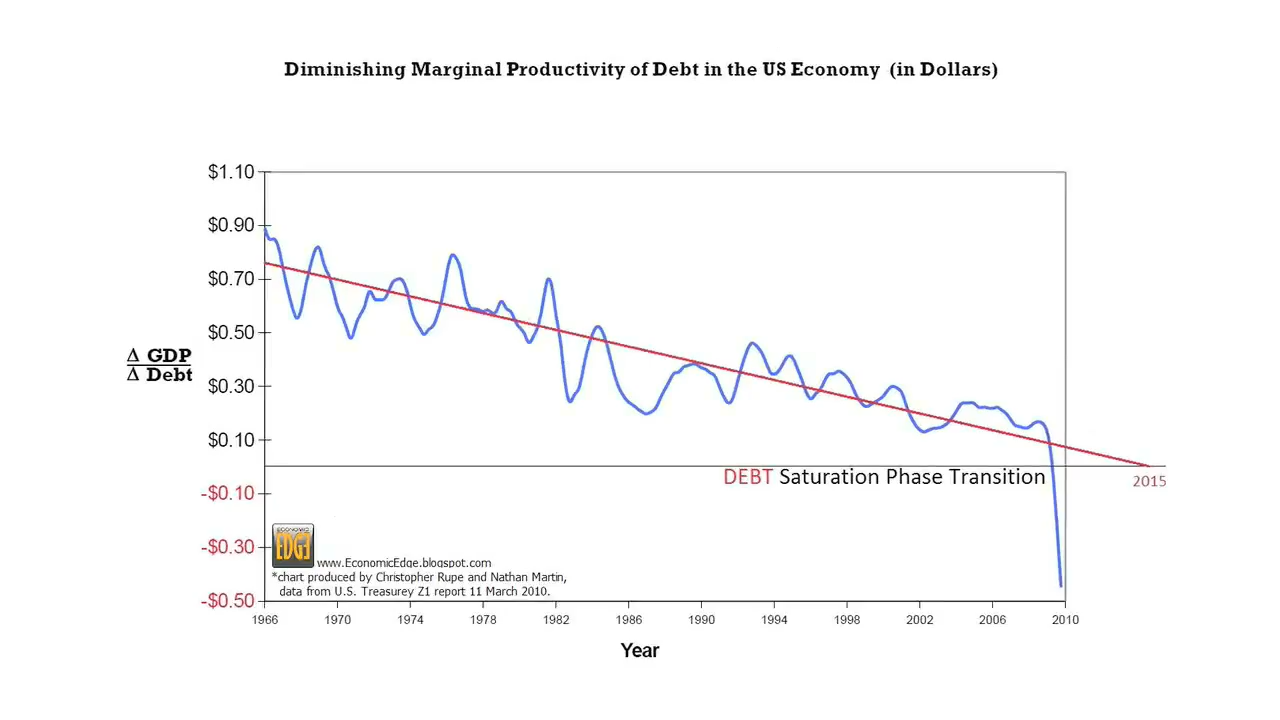 Diminishing Marginal Productivity of Debt in the US Economy (in Dollars)
$1.10
$0.90
$0.70
$0.50
Δ GDP
Δ Debt
$0.30
$0.10
DEBT Saturation Phase Transition
2015
-$0.10
-$0.30
-$0.50
ECONOMIC
EDGE
www.EconomicEdge.blogspot.com
*chart produced by Christopher Rupe and Nathan Martin,
data from U.S. Treasurey Z1 report 11 March 2010.
1966 1970 1974 1978 1982 1986 1990 1994 1998 2002 2006 2010
Year